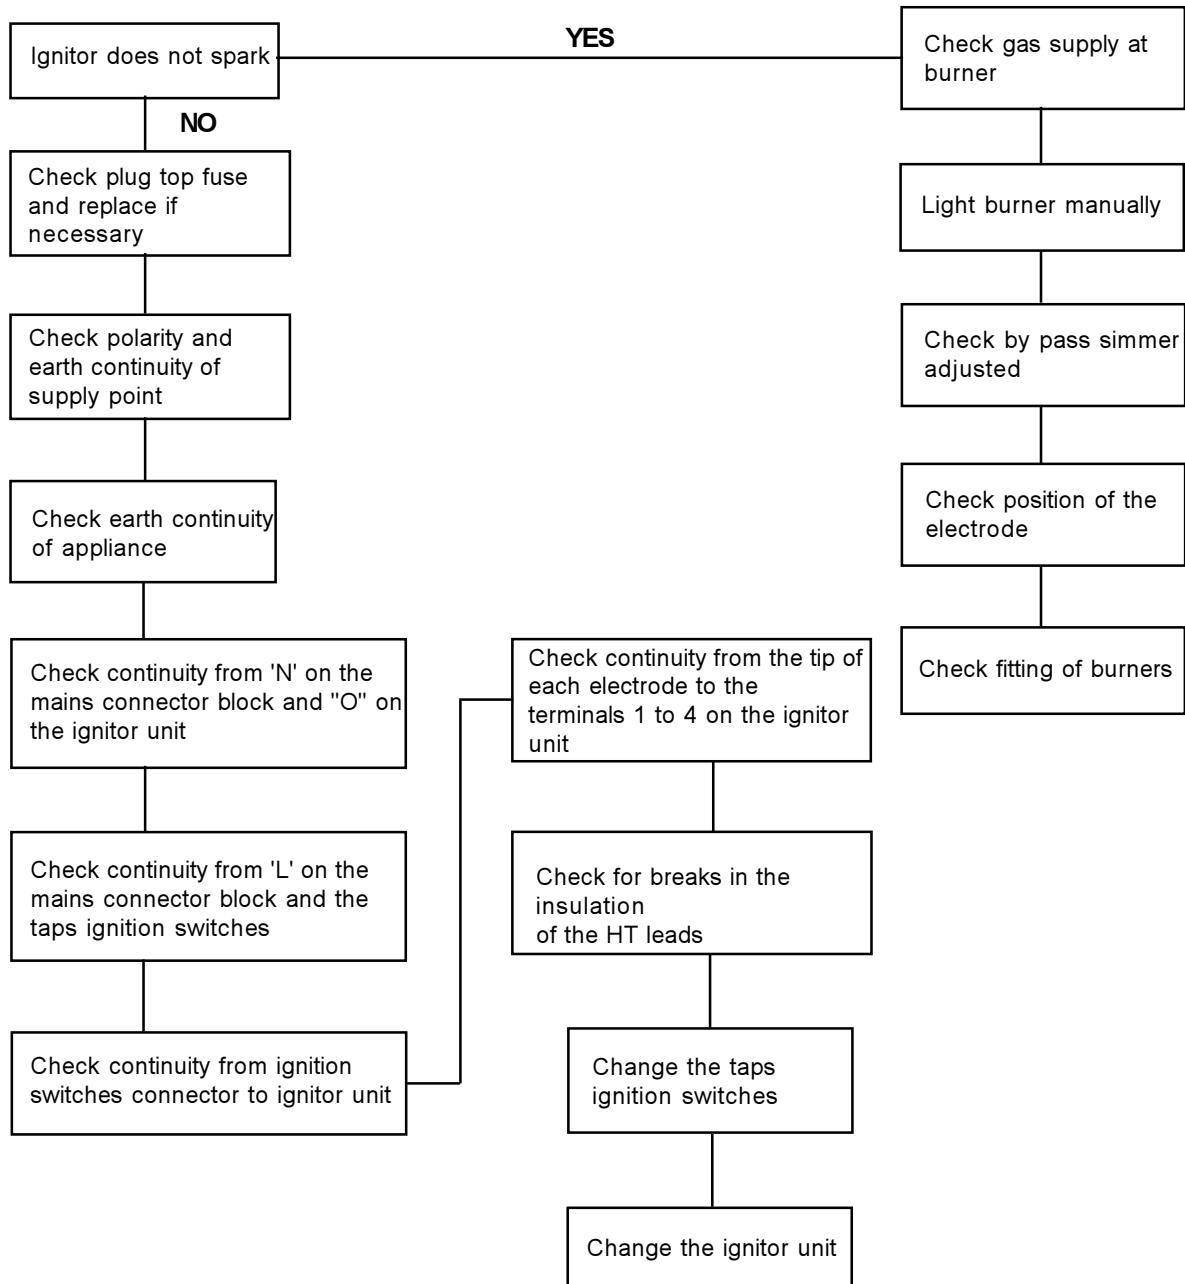 Ignitor does not spark
YES
NO
Check plug top fuse
and replace if
necessary
Check polarity and
earth continuity of
supply point
Check earth continuity
of appliance
Check continuity from 'N' on the
mains connector block and "O" on
the ignitor unit
Check continuity from 'L' on the
mains connector block and the
taps ignition switches
Check continuity from ignition
switches connector to ignitor unit
Check continuity from the tip of
each electrode to the
terminals 1 to 4 on the ignitor
unit
Check for breaks in the
insulation
of the HT leads
Change the taps
ignition switches
Change the ignitor unit
Check gas supply at
burner
Light burner manually
Check by pass simmer
adjusted
Check position of the
electrode
Check fitting of burners